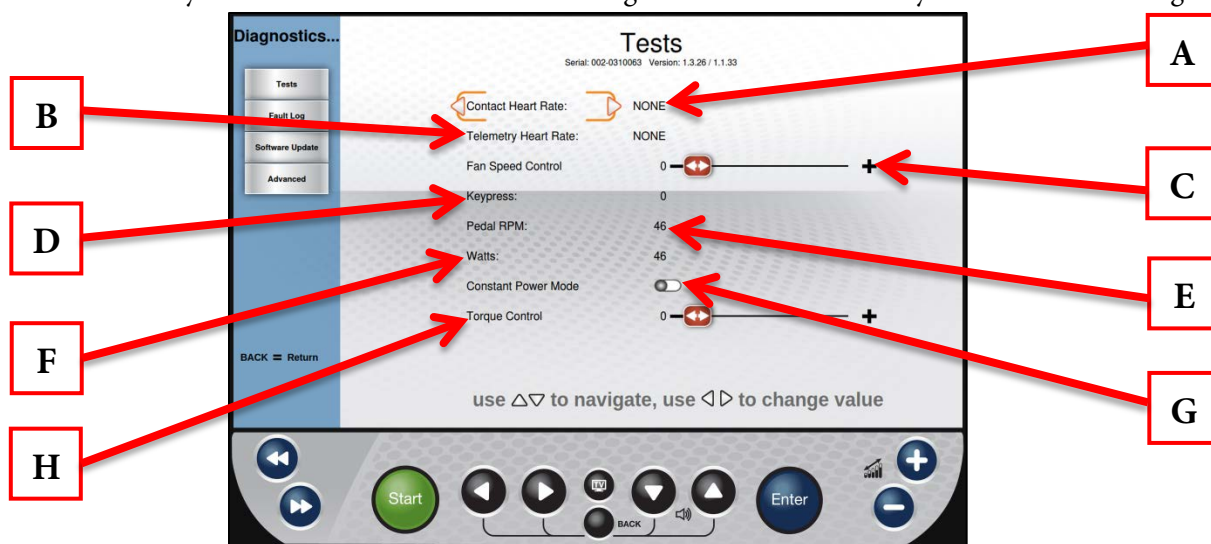 Diagnostics...
Tests
Serial: 002-0310063 Version: 1.3.26 / 1.1.33
A
Tests
B
Fault Log
Contact Heart Rate: NONE
Software Update
Telemetry Heart Rate: NONE
Advanced
Fan Speed Control 0 − +
C
Keypress: 0
D
Pedal RPM: 46
Watts: 46
E
Constant Power Mode
Torque Control 0 − +
F
BACK = Return
G
use △▽ to navigate, use ◁ ▷ to change value
H
Start
TV
BACK
Enter
+
−